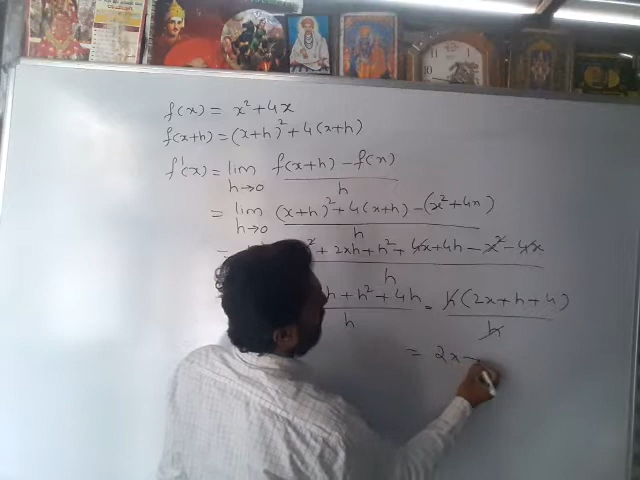 f(x) = x² + 4x
f(x+h) = (x+h)² + 4(x+h)
f'(x) = lim h→0 f(x+h) - f(x) / h
= lim h→0 (x+h)² + 4(x+h) - (x² + 4x) / h
= ² + 2xh + h² + 4x + 4h - x² - 4x / h
h + h² + 4h / h = h(2x + h + 4) / h
= 2x